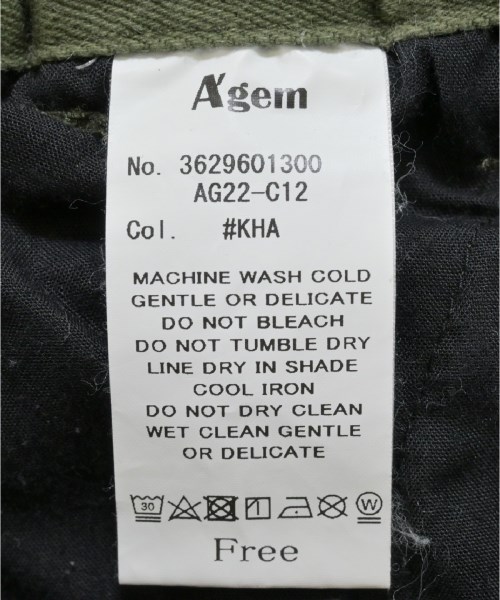 A'gem
No. 3629601300
AG22-C12
Col. #KHA
MACHINE WASH COLD
GENTLE OR DELICATE
DO NOT BLEACH
DO NOT TUMBLE DRY
LINE DRY IN SHADE
COOL IRON
DO NOT DRY CLEAN
WET CLEAN GENTLE
OR DELICATE
30 W
Free